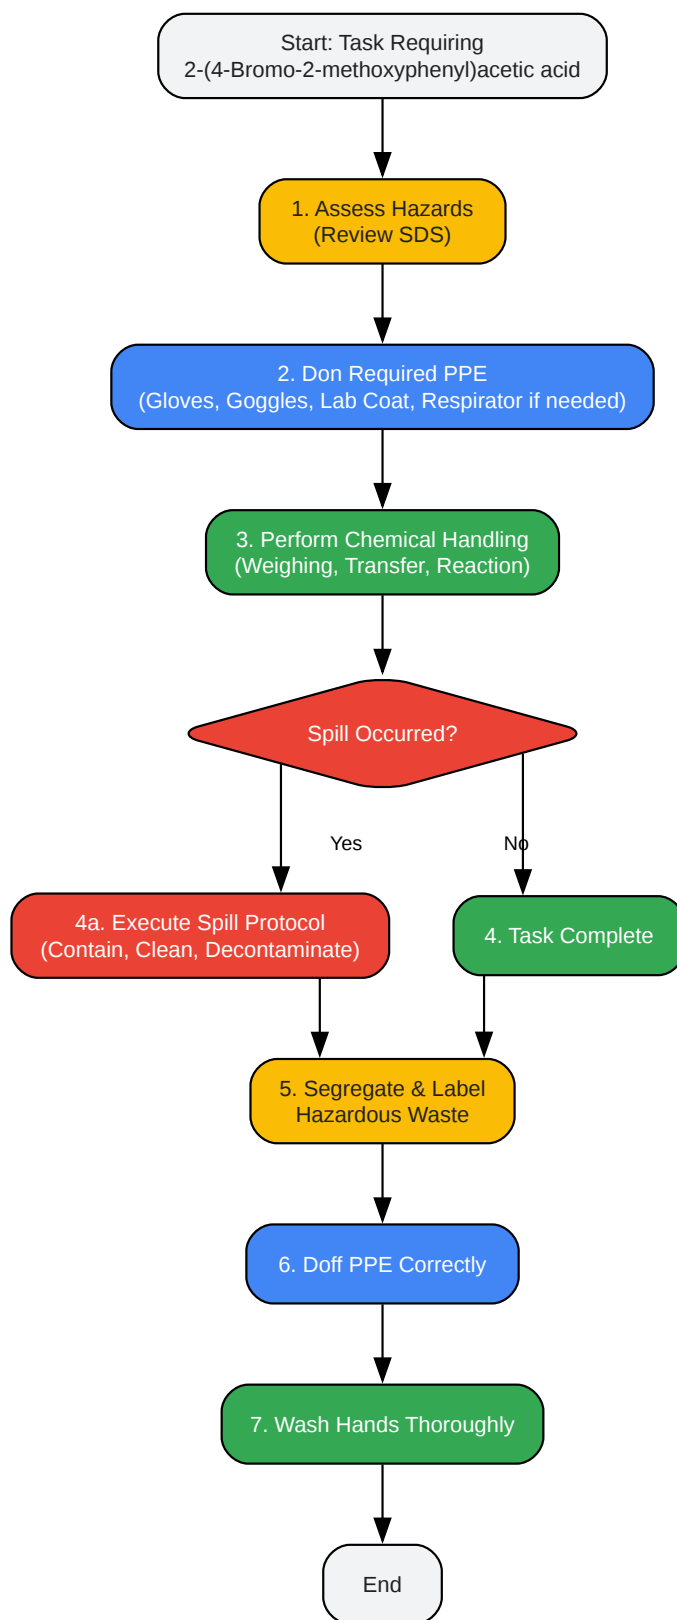 Start: Task Requiring
2-(4-Bromo-2-methoxyphenyl)acetic acid
1. Assess Hazards
(Review SDS)
2. Don Required PPE
(Gloves, Goggles, Lab Coat, Respirator if needed)
3. Perform Chemical Handling
(Weighing, Transfer, Reaction)
Spill Occurred?
Yes
No
4a. Execute Spill Protocol
(Contain, Clean, Decontaminate)
4. Task Complete
5. Segregate & Label
Hazardous Waste
6. Doff PPE Correctly
7. Wash Hands Thoroughly
End